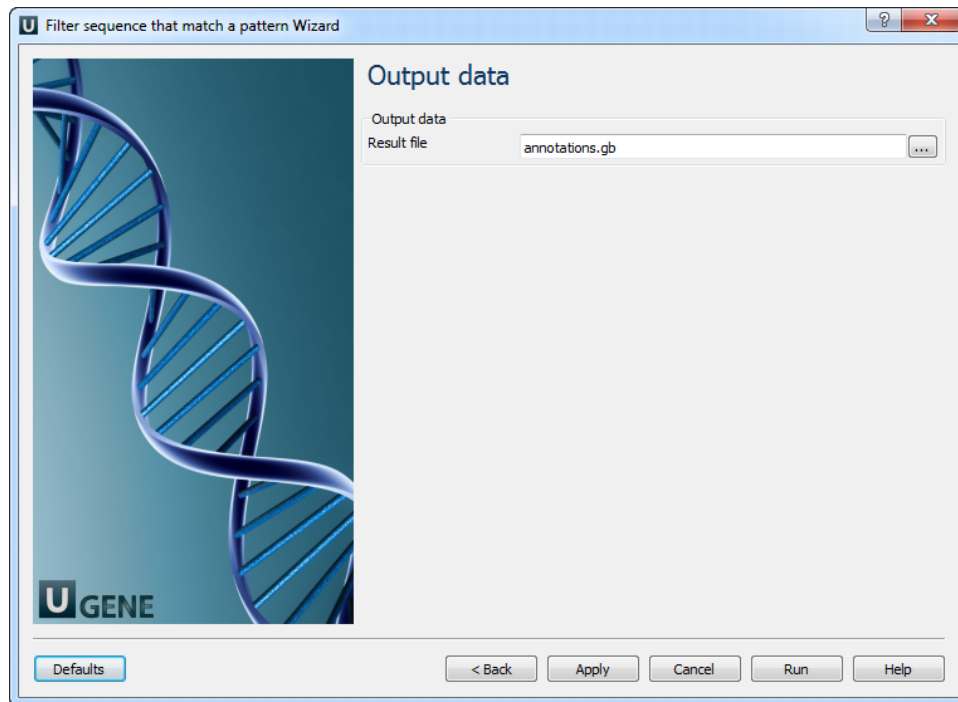 U Filter sequence that match a pattern Wizard
?
X
Output data
Output data
Result file
annotations.gb
...
U GENE
Defaults
< Back
Apply
Cancel
Run
Help